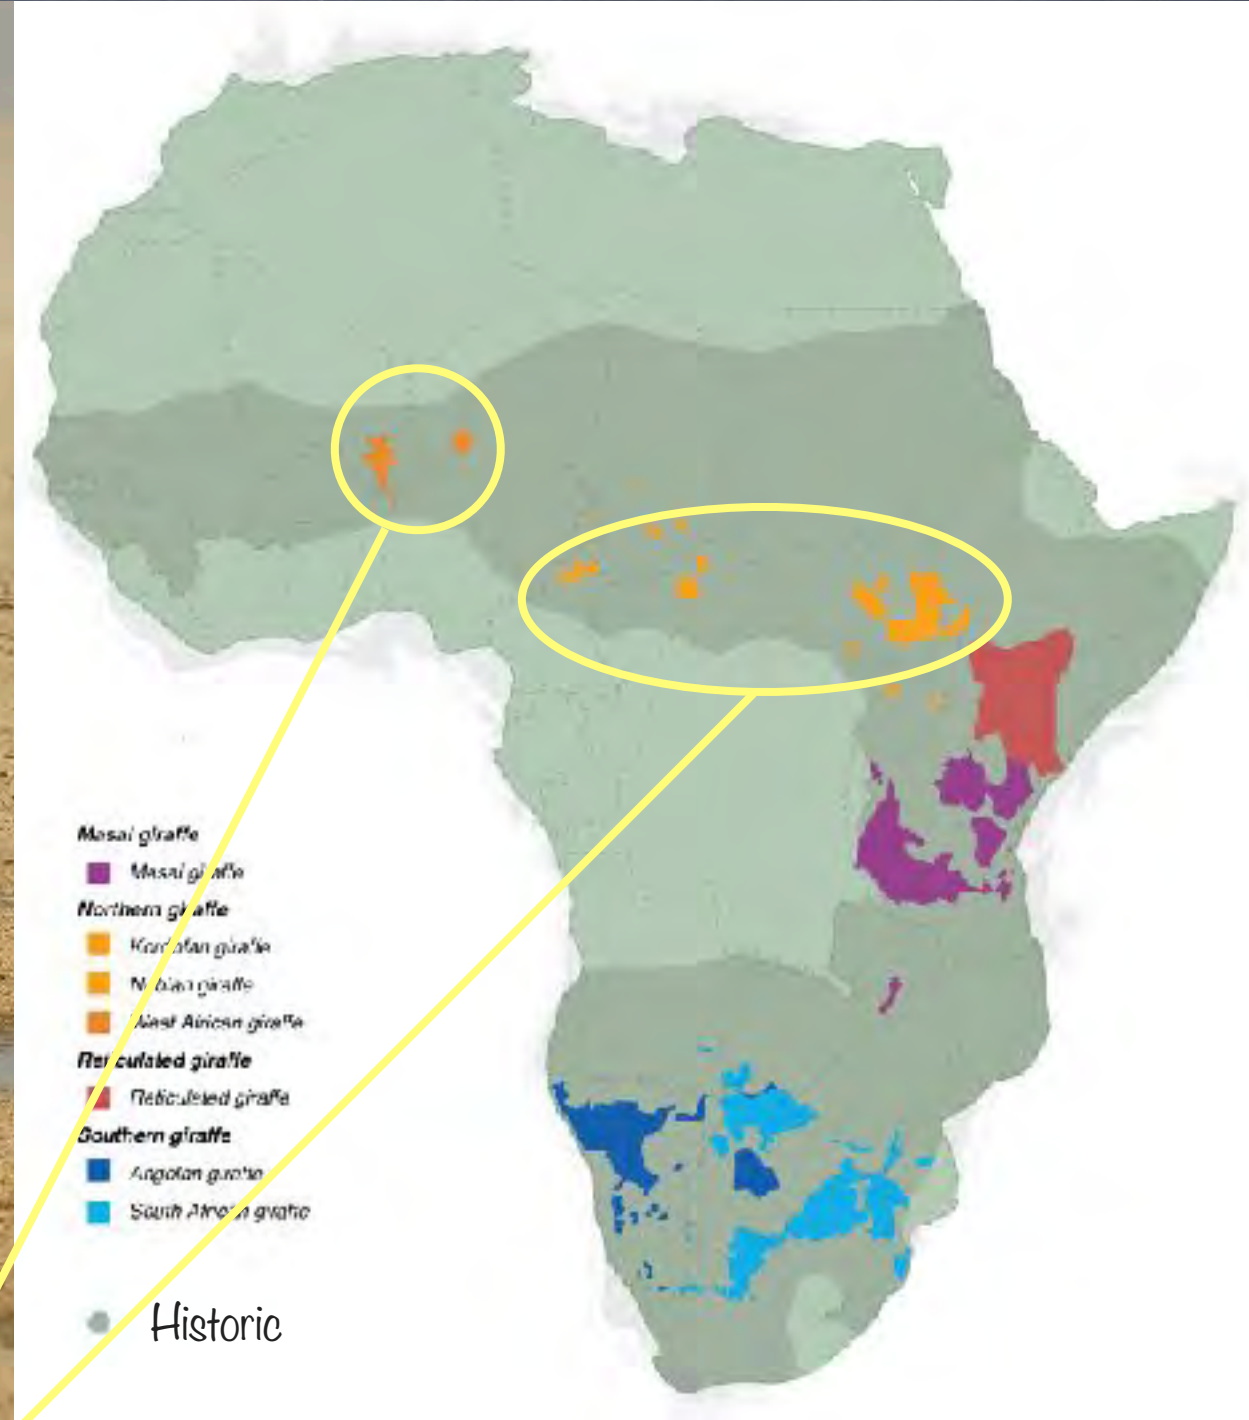 Masai giraffe
Masai giraffe
Northern giraffe
Kordofan giraffe
Nubian giraffe
West African giraffe
Reticulated giraffe
Reticulated giraffe
Southern giraffe
Angolan giraffe
South African giraffe
Historic